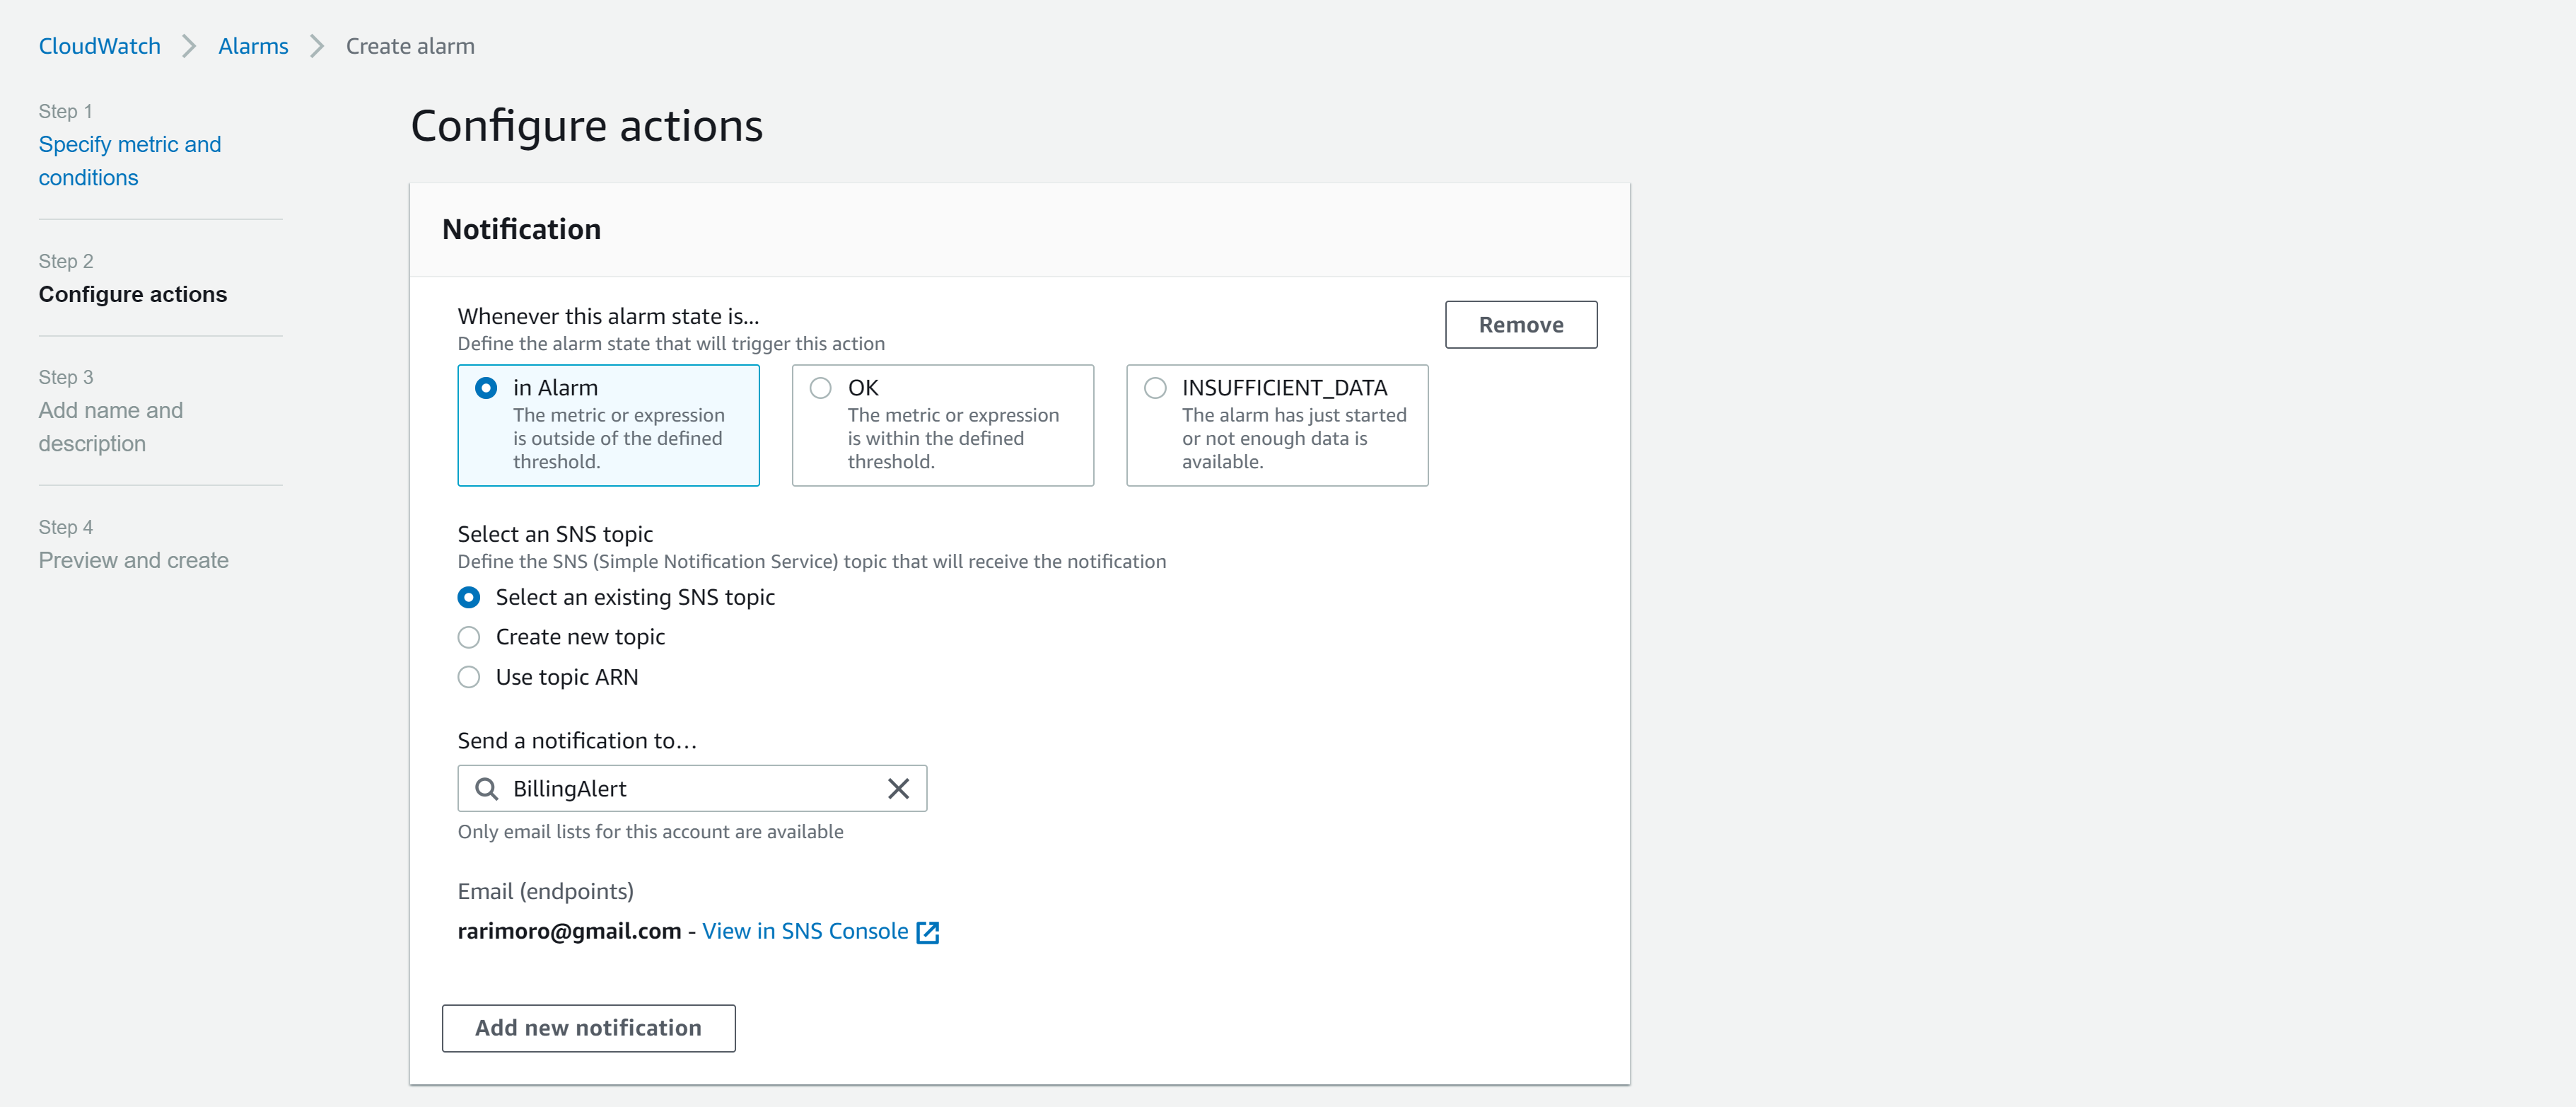 CloudWatch > Alarms > Create alarm
Step 1
Specify metric and
conditions
Step 2
Configure actions
Step 3
Add name and
description
Step 4
Preview and create
Configure actions
Notification
Whenever this alarm state is...
Define the alarm state that will trigger this action
Remove
in Alarm
The metric or expression
is outside of the defined
threshold.
OK
The metric or expression
is within the defined
threshold.
INSUFFICIENT_DATA
The alarm has just started
or not enough data is
available.
Select an SNS topic
Define the SNS (Simple Notification Service) topic that will receive the notification
Select an existing SNS topic
Create new topic
Use topic ARN
Send a notification to…
BillingAlert
Only email lists for this account are available
Email (endpoints)
rarimoro@gmail.com - View in SNS Console
Add new notification